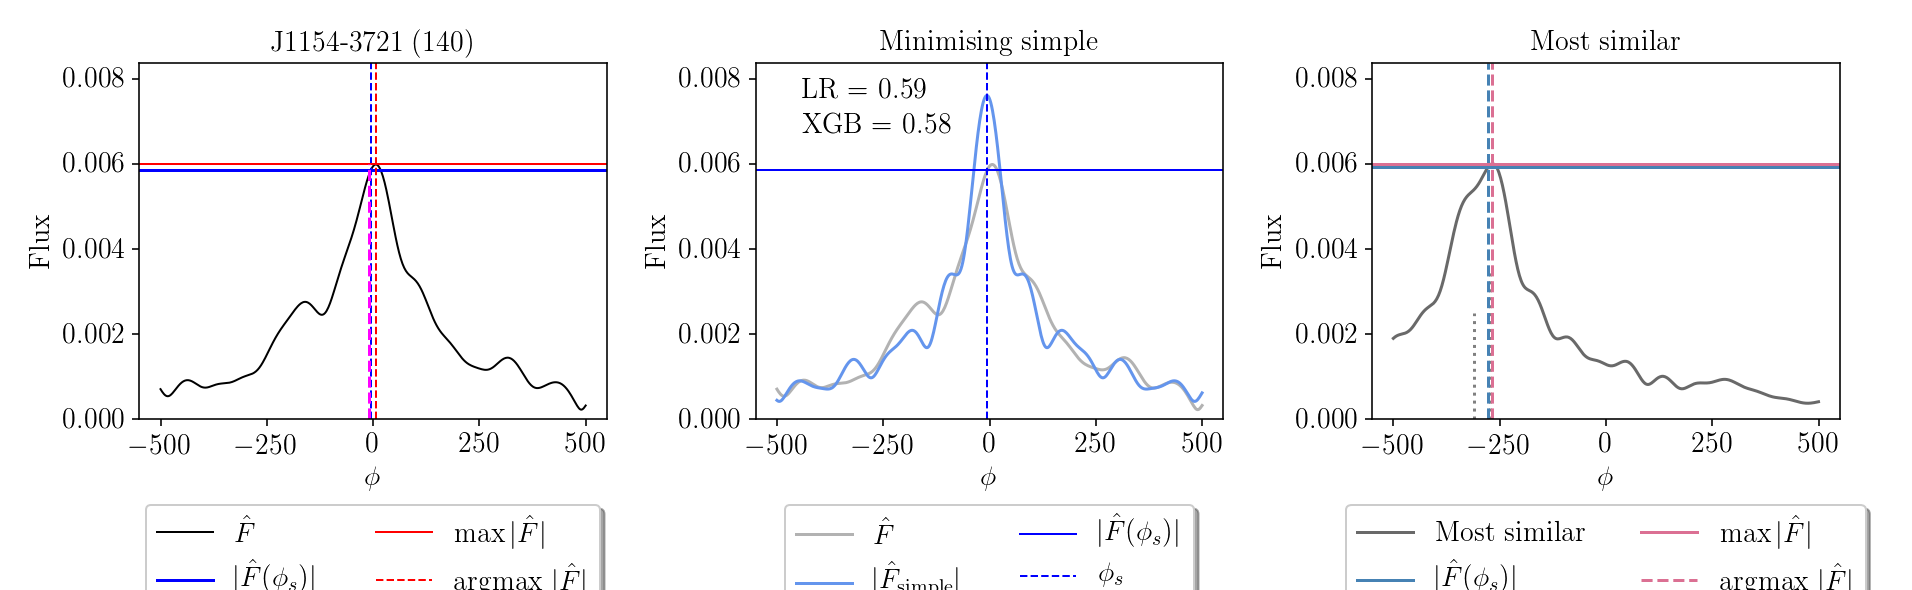 J1154-3721 (140)
0.008
0.006
0.004
0.002
0.000
Flux
−500 −250 0 250 500
ϕ
F̂ max|F̂|
|F̂(ϕₛ)| argmax |F̂|
Minimising simple
LR = 0.59
XGB = 0.58
0.008
0.006
0.004
0.002
0.000
Flux
−500 −250 0 250 500
ϕ
F̂ |F̂(ϕₛ)|
|F̂simple| ϕₛ
Most similar
0.008
0.006
0.004
0.002
0.000
Flux
−500 −250 0 250 500
ϕ
Most similar max|F̂|
|F̂(ϕₛ)| argmax |F̂|